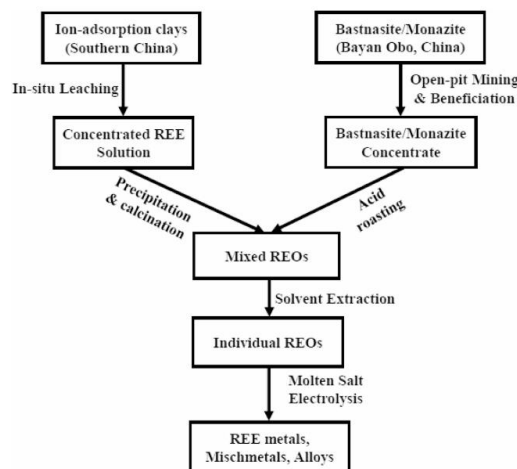 Ion-adsorption clays
(Southern China)
Bastnasite/Monazite
(Bayan Obo, China)
In-situ Leaching
Open-pit Mining
& Beneficiation
Concentrated REE
Solution
Bastnasite/Monazite
Concentrate
Precipitation
& calcination
Acid
roasting
Mixed REOs
Solvent Extraction
Individual REOs
Molten Salt
Electrolysis
REE metals,
Mischmetals, Alloys